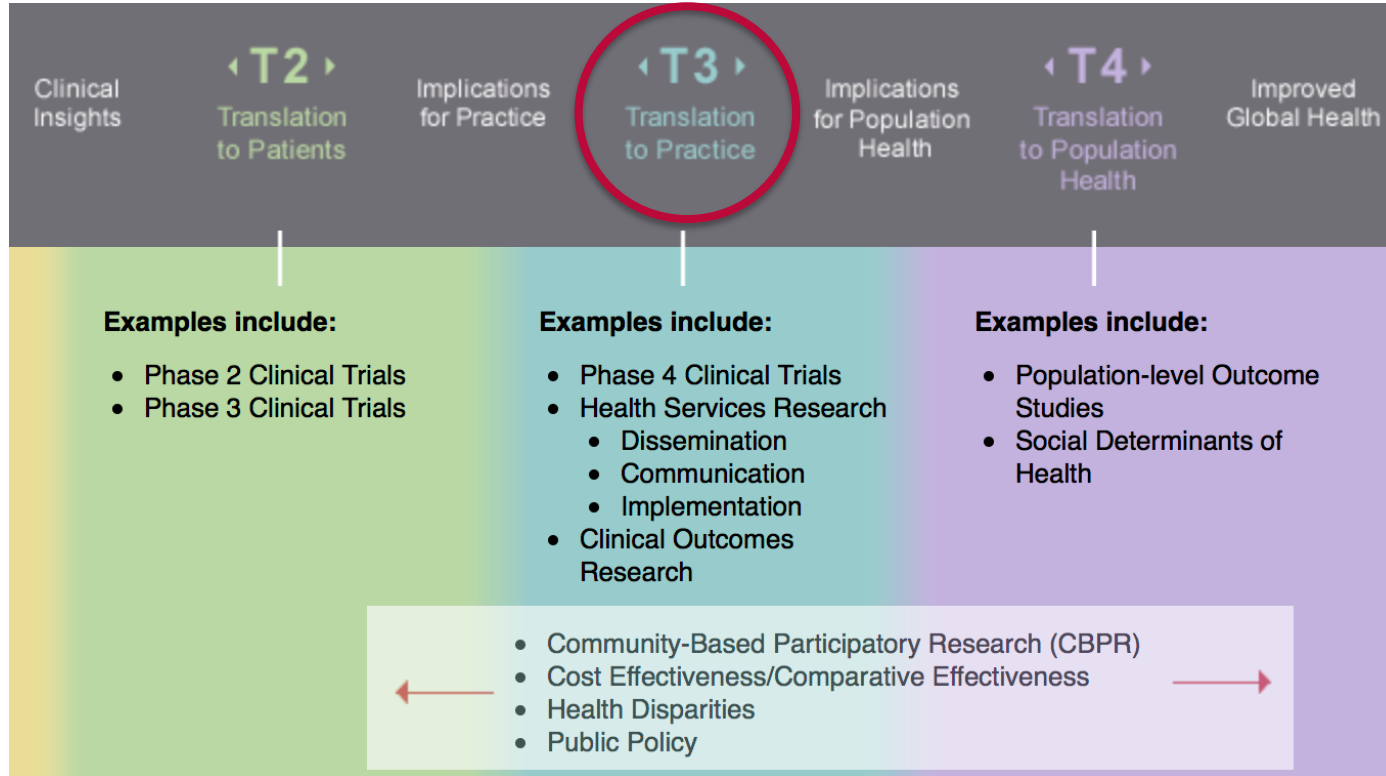 Clinical
Insights
T2
Translation
to Patients
Implications
for Practice
T3
Translation
to Practice
Implications
for Population
Health
T4
Translation
to Population
Health
Improved
Global Health
Examples include:
• Phase 2 Clinical Trials
• Phase 3 Clinical Trials
Examples include:
• Phase 4 Clinical Trials
• Health Services Research
• Dissemination
• Communication
• Implementation
• Clinical Outcomes
Research
Examples include:
• Population-level Outcome
Studies
• Social Determinants of
Health
• Community-Based Participatory Research (CBPR)
• Cost Effectiveness/Comparative Effectiveness
• Health Disparities
• Public Policy